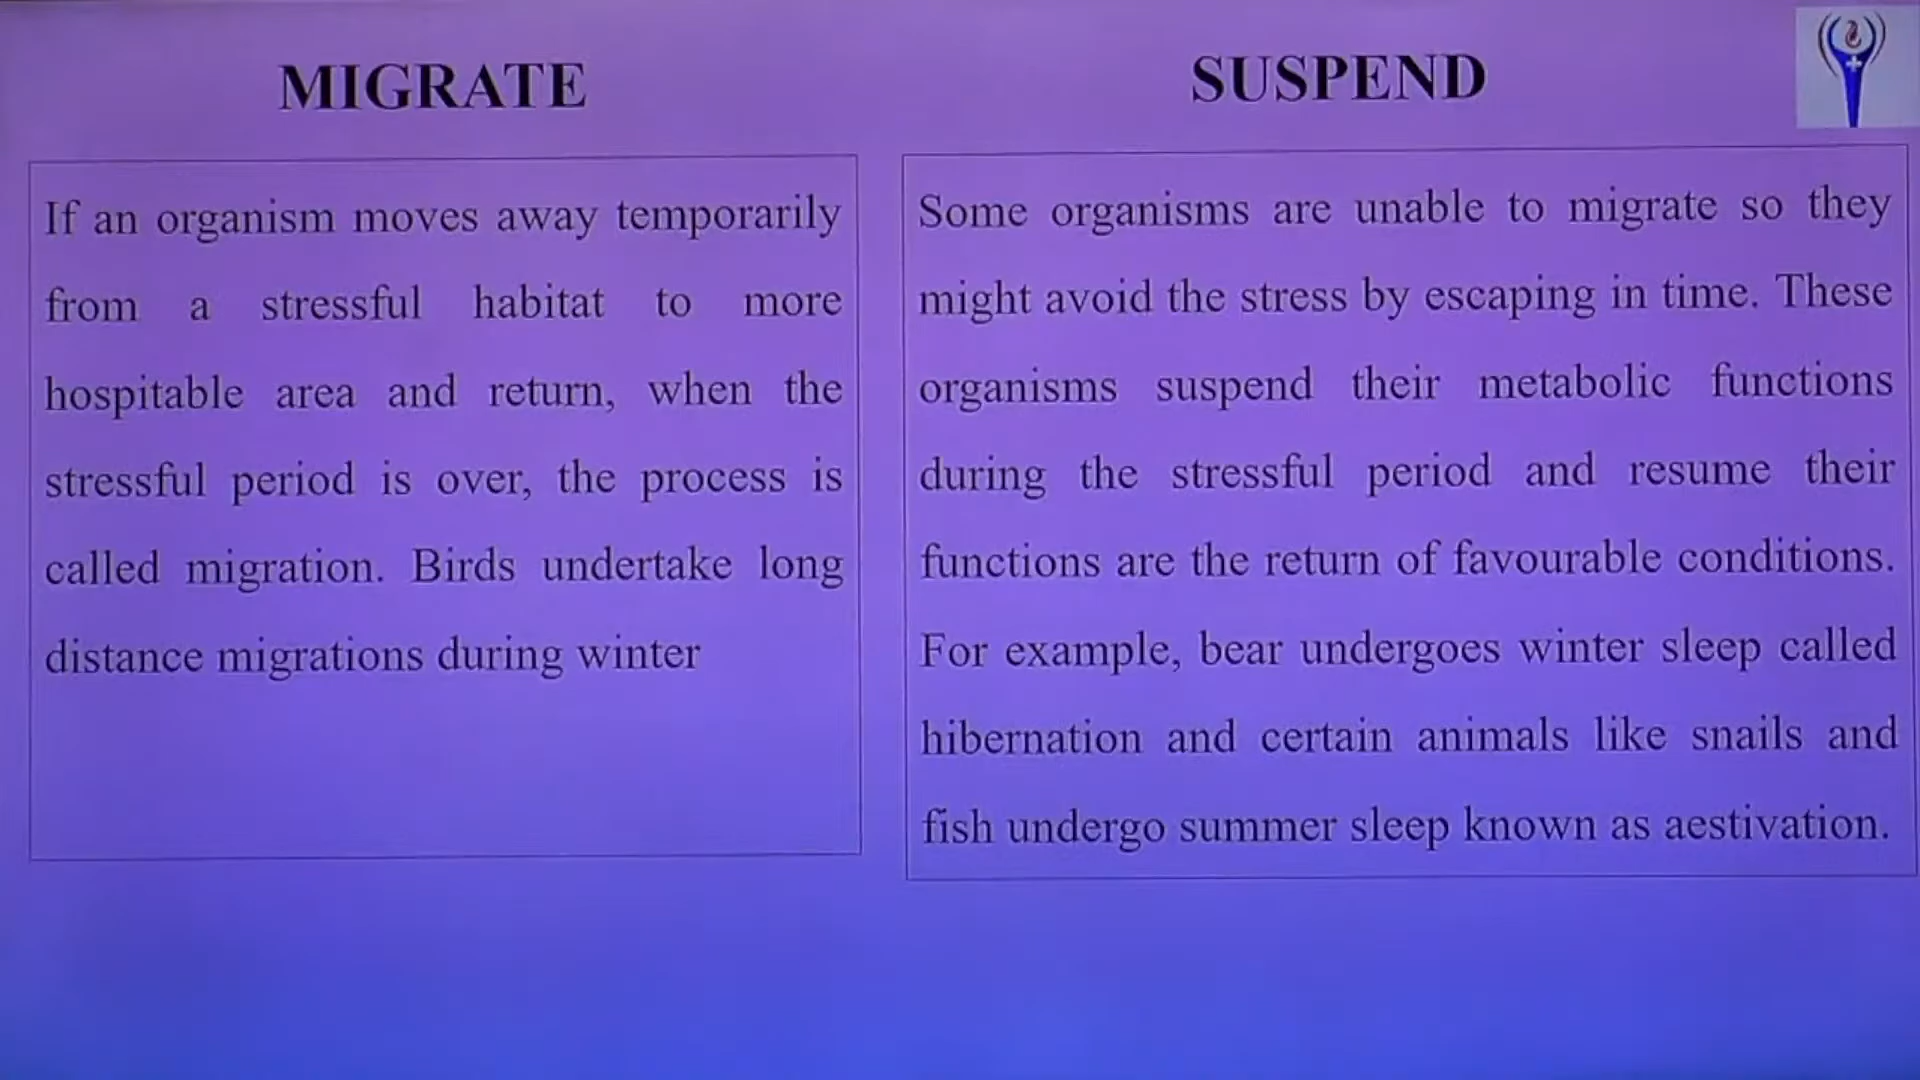 MIGRATE
If an organism moves away temporarily
from a stressful habitat to more
hospitable area and return, when the
stressful period is over, the process is
called migration. Birds undertake long
distance migrations during winter
SUSPEND
Some organisms are unable to migrate so they
might avoid the stress by escaping in time. These
organisms suspend their metabolic functions
during the stressful period and resume their
functions are the return of favourable conditions.
For example, bear undergoes winter sleep called
hibernation and certain animals like snails and
fish undergo summer sleep known as aestivation.